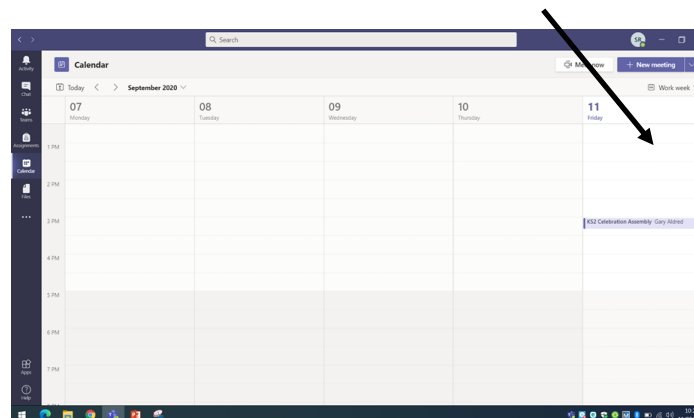 Search
SR
Activity
Calendar
Meet now
+ New meeting
Chat
Today
September 2020
Work week
Teams
07
Monday
08
Tuesday
09
Wednesday
10
Thursday
11
Friday
Assignments
1 PM
Calendar
2 PM
Files
3 PM
KS2 Celebration Assembly Gary Aldred
4 PM
5 PM
6 PM
7 PM
Apps
Help